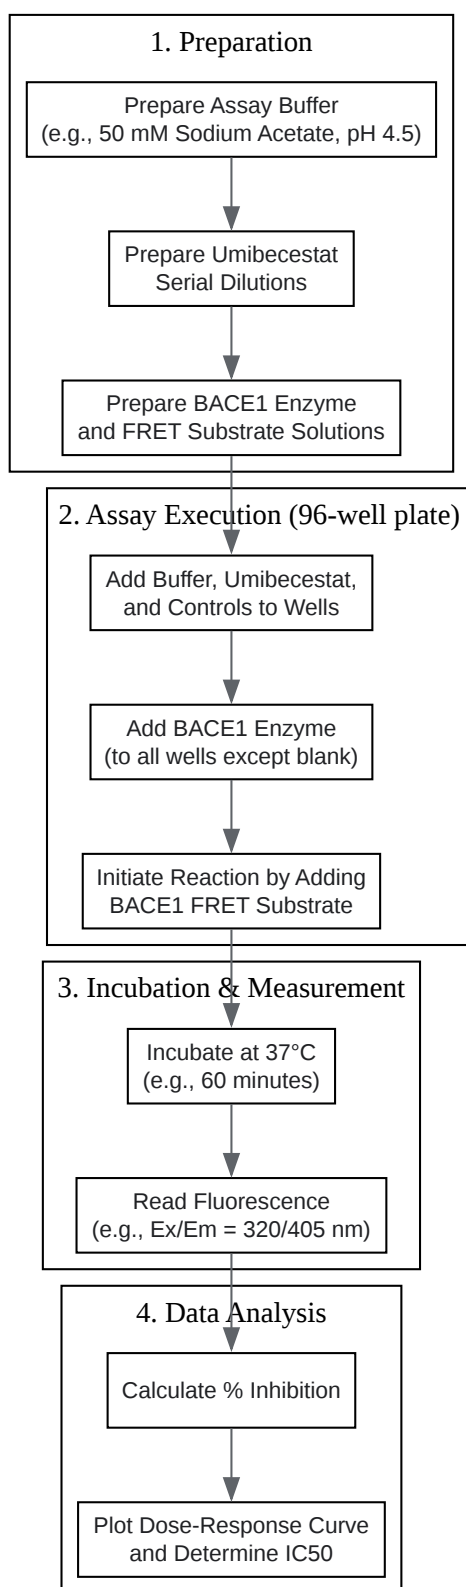 1. Preparation
Prepare Assay Buffer
(e.g., 50 mM Sodium Acetate, pH 4.5)
Prepare Umibecestat
Serial Dilutions
Prepare BACE1 Enzyme
and FRET Substrate Solutions
2. Assay Execution (96-well plate)
Add Buffer, Umibecestat,
and Controls to Wells
Add BACE1 Enzyme
(to all wells except blank)
Initiate Reaction by Adding
BACE1 FRET Substrate
3. Incubation & Measurement
Incubate at 37°C
(e.g., 60 minutes)
Read Fluorescence
(e.g., Ex/Em = 320/405 nm)
4. Data Analysis
Calculate % Inhibition
Plot Dose-Response Curve
and Determine IC50